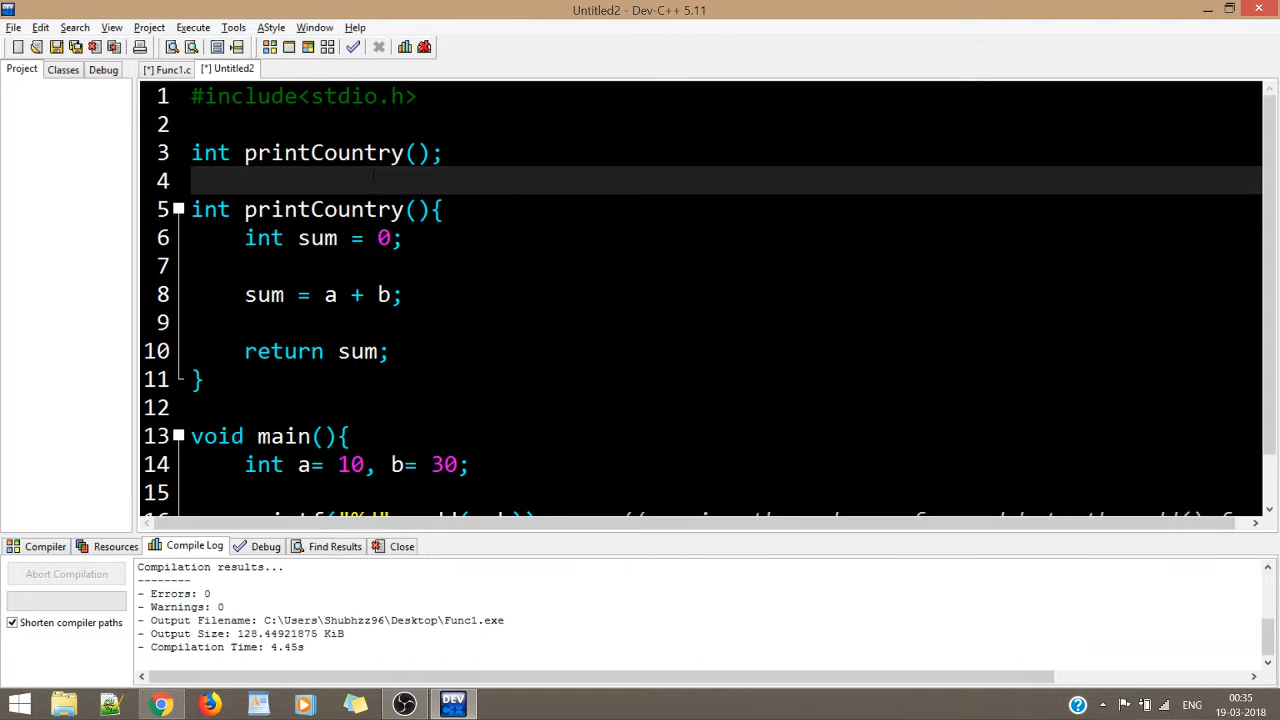 Untitled2 - Dev-C++ 5.11
File Edit Search View Project Execute Tools AStyle Window Help
Project Classes Debug [*] Func1.c [*] Untitled2
1 #include<stdio.h>
2
3 int printCountry();
4
5 int printCountry(){
6 int sum = 0;
7
8 sum = a + b;
9
10 return sum;
11 }
12
13 void main(){
14 int a= 10, b= 30;
15
Compiler Resources Compile Log Debug Find Results Close
Abort Compilation
Shorten compiler paths
Compilation results...
--------
- Errors: 0
- Warnings: 0
- Output Filename: C:\Users\Shubhzz96\Desktop\Func1.exe
- Output Size: 128.44921875 KiB
- Compilation Time: 4.45s
DEV
ENG
00:35
19-03-2018